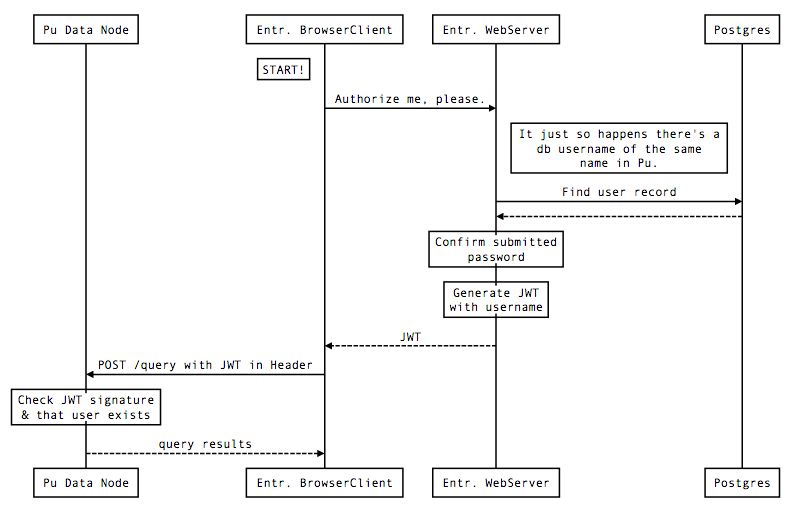 Pu Data Node
Entr. BrowserClient
Entr. WebServer
Postgres
START!
Authorize me, please.
It just so happens there's a
db username of the same
name in Pu.
Find user record
Confirm submitted
password
Generate JWT
with username
JWT
POST /query with JWT in Header
Check JWT signature
& that user exists
query results
Pu Data Node
Entr. BrowserClient
Entr. WebServer
Postgres